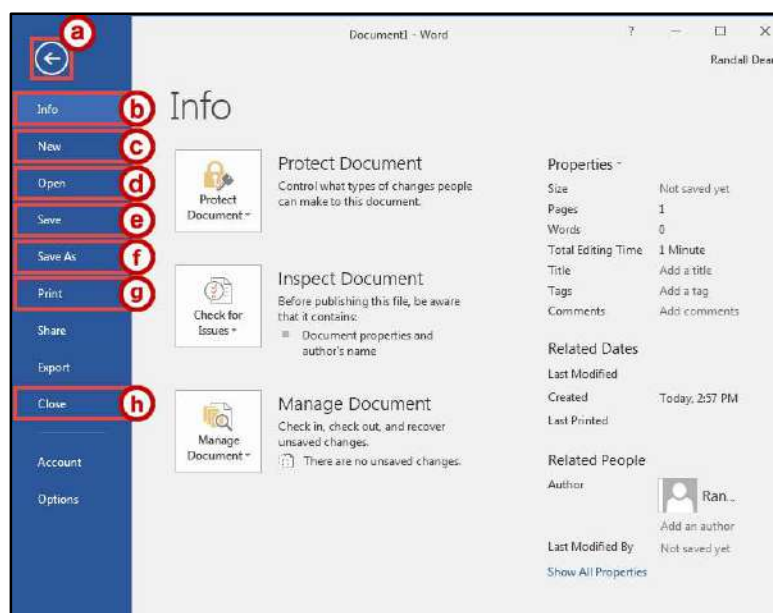 a
Document1 - Word
?
Randall Dear
Info
b
New
c
Open
d
Save
e
Save As
f
Print
g
Share
Export
Close
h
Account
Options
Info
Protect
Document
Protect Document
Control what types of changes people
can make to this document.
Check for
Issues
Inspect Document
Before publishing this file, be aware
that it contains:
Document properties and
author's name
Manage
Document
Manage Document
Check in, check out, and recover
unsaved changes.
There are no unsaved changes.
Properties
Size Not saved yet
Pages 1
Words 0
Total Editing Time 1 Minute
Title Add a title
Tags Add a tag
Comments Add comments
Related Dates
Last Modified
Created Today, 2:57 PM
Last Printed
Related People
Author Ran...
Add an author
Last Modified By Not saved yet
Show All Properties